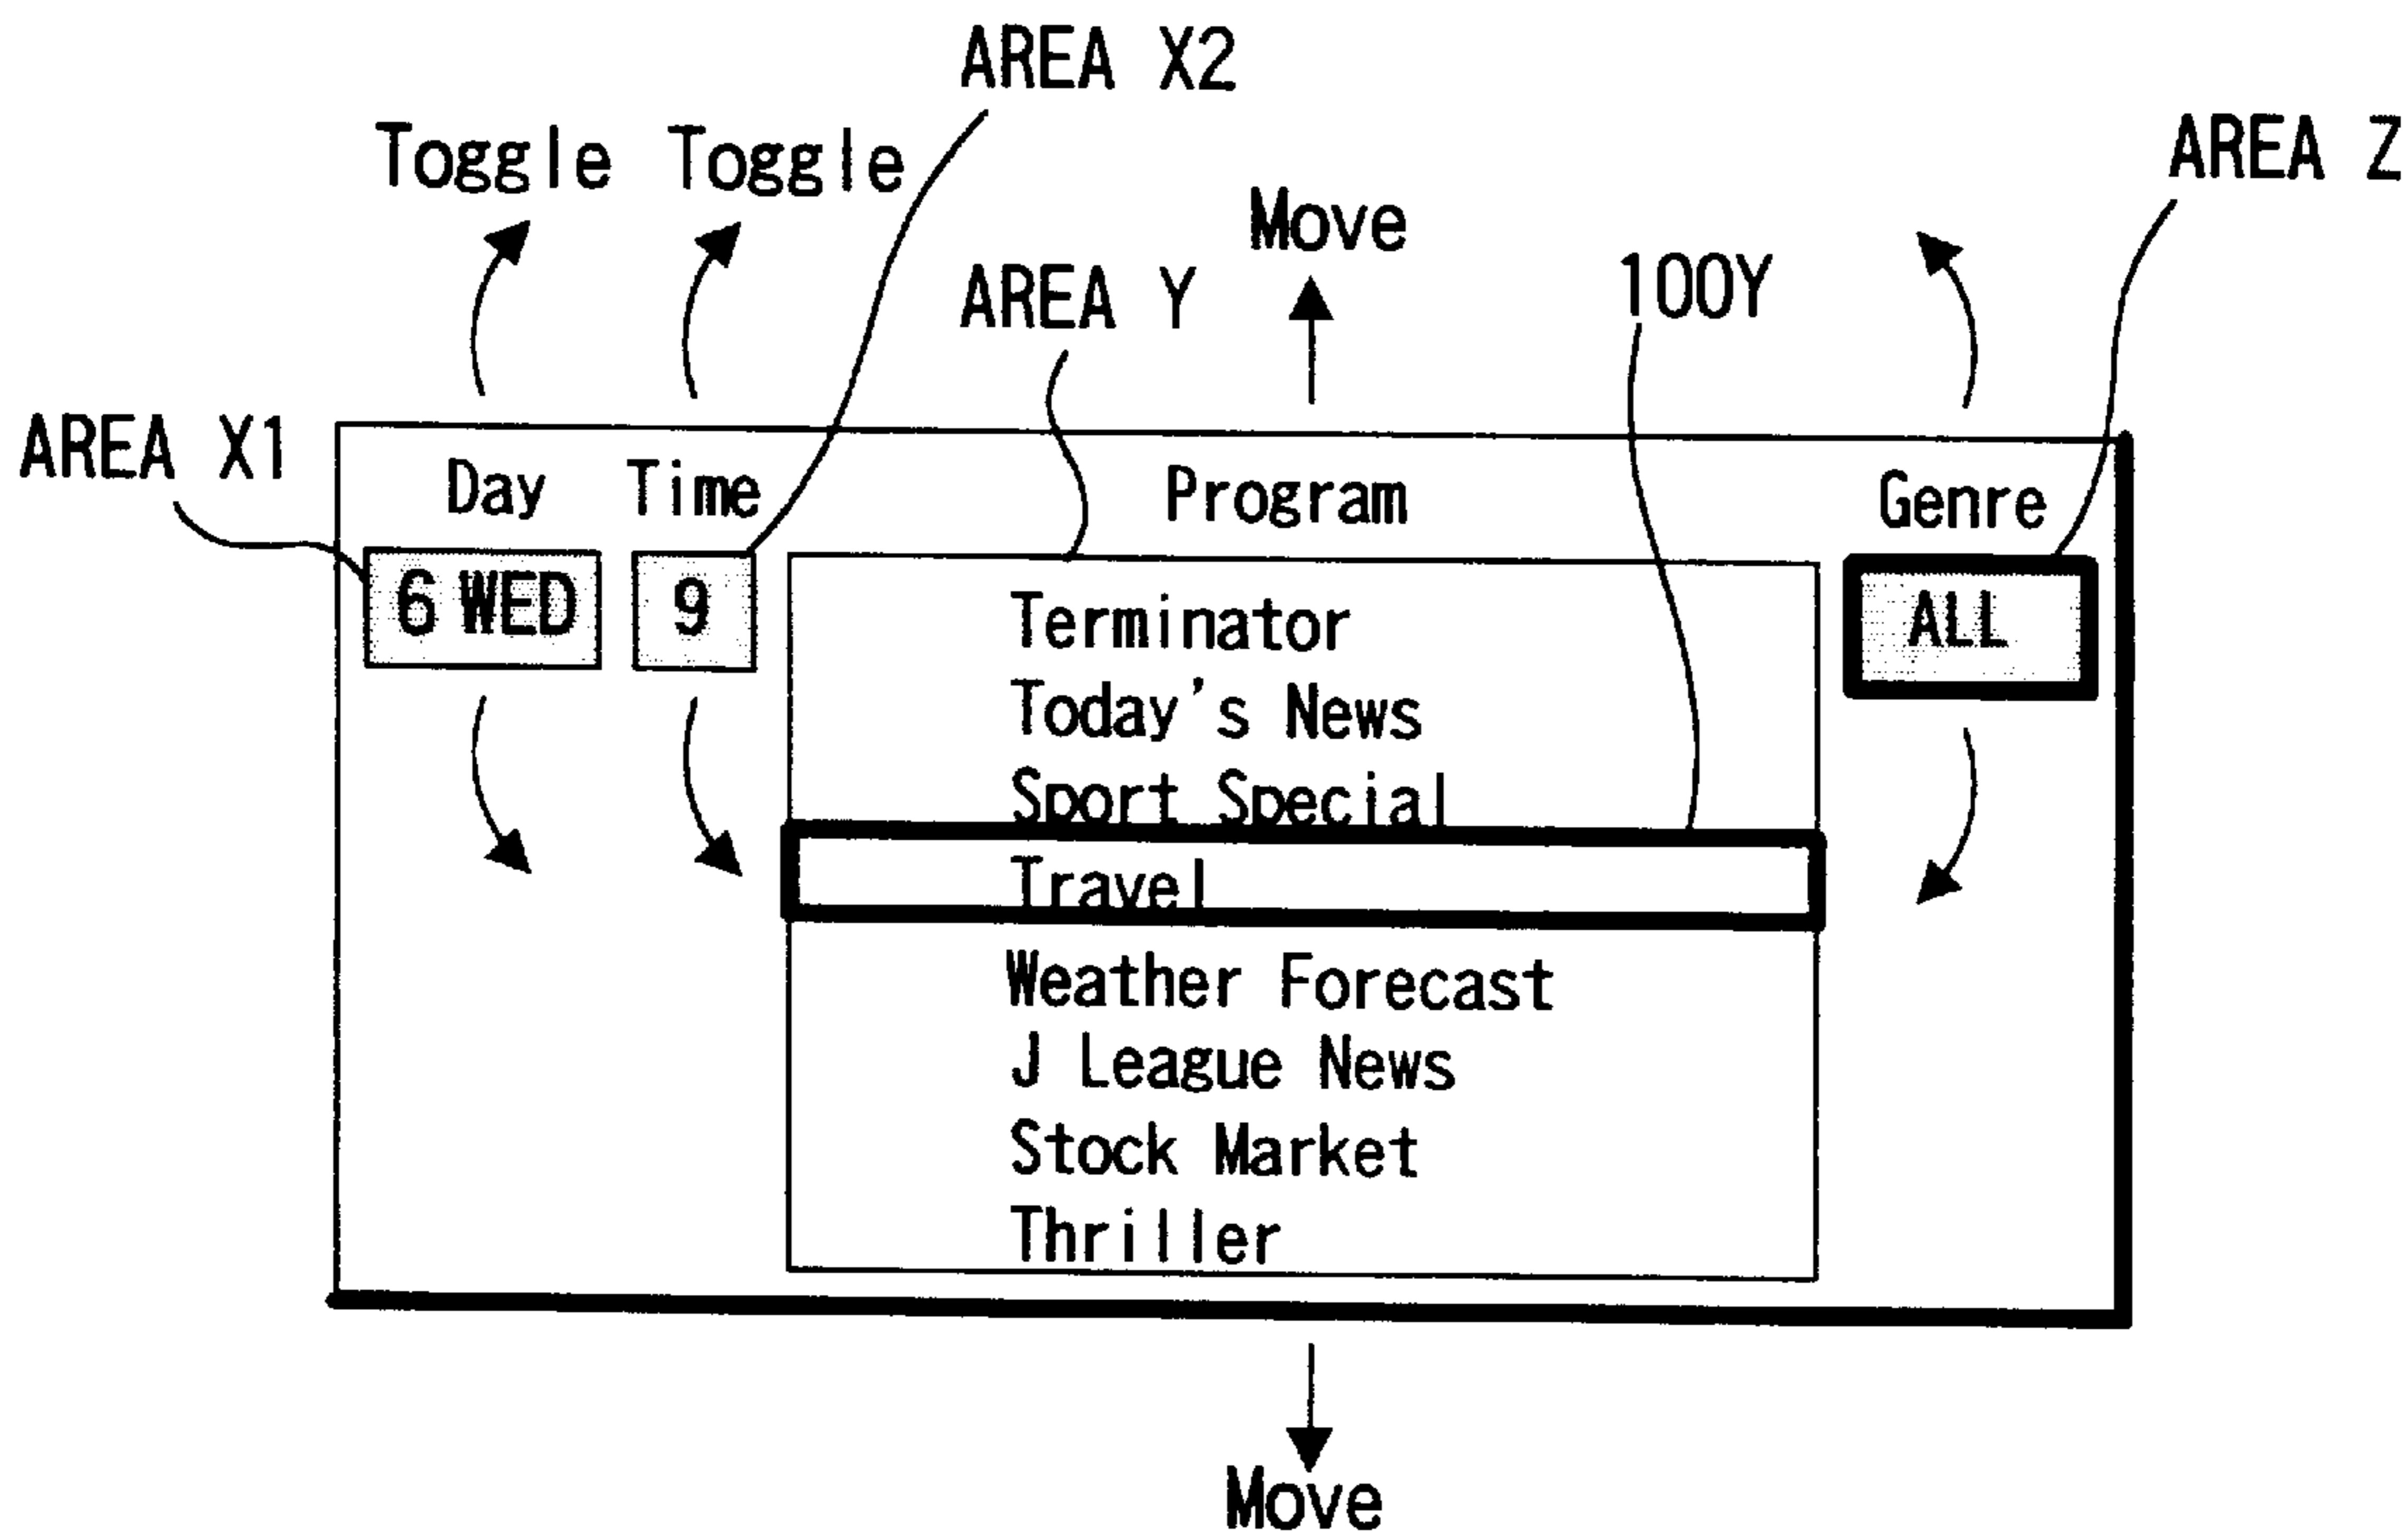 AREA X2
Toggle Toggle
AREA Z
Move
AREA Y
100Y
AREA X1
Day Time Program Genre
6 WED 9 ALL
Terminator
Today's News
Sport Special
Travel
Weather Forecast
J League News
Stock Market
Thriller
Move